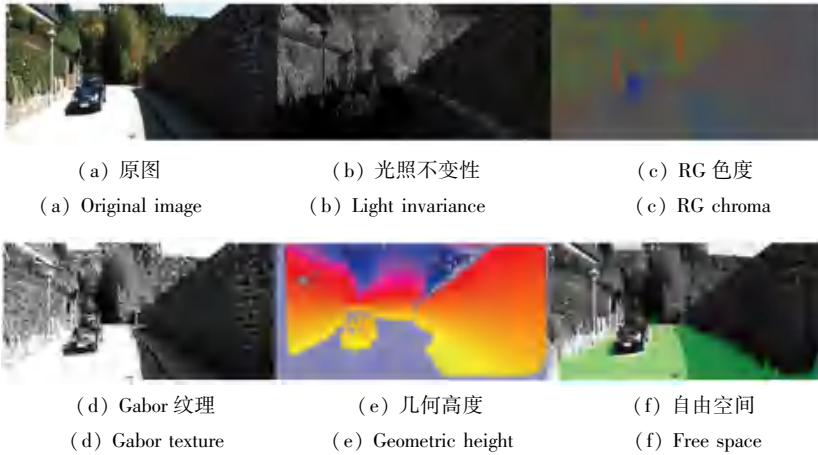 (a) 原图 (b) 光照不变性 (c) RG 色度
(a) Original image (b) Light invariance (c) RG chroma
(d) Gabor 纹理 (e) 几何高度 (f) 自由空间
(d) Gabor texture (e) Geometric height (f) Free space